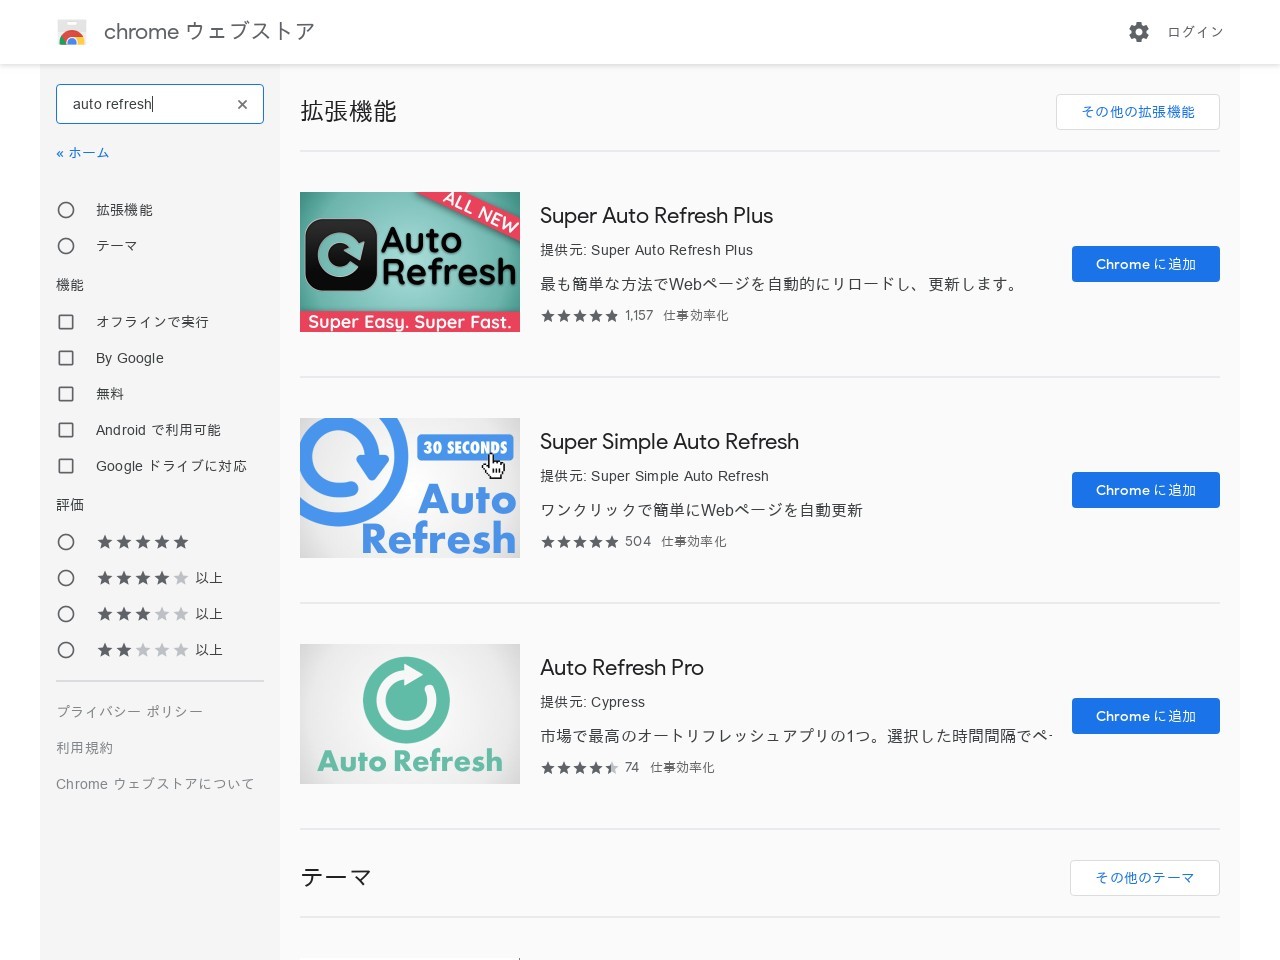 chrome ウェブストア
ログイン
auto refresh
« ホーム
拡張機能
テーマ
機能
オフラインで実行
By Google
無料
Android で利用可能
Google ドライブに対応
評価
以上
以上
以上
プライバシー ポリシー
利用規約
Chrome ウェブストアについて
拡張機能
その他の拡張機能
ALL NEW
Auto
Refresh
Super Easy. Super Fast.
Super Auto Refresh Plus
提供元: Super Auto Refresh Plus
最も簡単な方法でWebページを自動的にリロードし、更新します。
1,157 仕事効率化
Chrome に追加
30 SECONDS
Auto
Refresh
Super Simple Auto Refresh
提供元: Super Simple Auto Refresh
ワンクリックで簡単にWebページを自動更新
504 仕事効率化
Chrome に追加
Auto Refresh
Auto Refresh Pro
提供元: Cypress
市場で最高のオートリフレッシュアプリの1つ。選択した時間間隔でペー
74 仕事効率化
Chrome に追加
テーマ
その他のテーマ